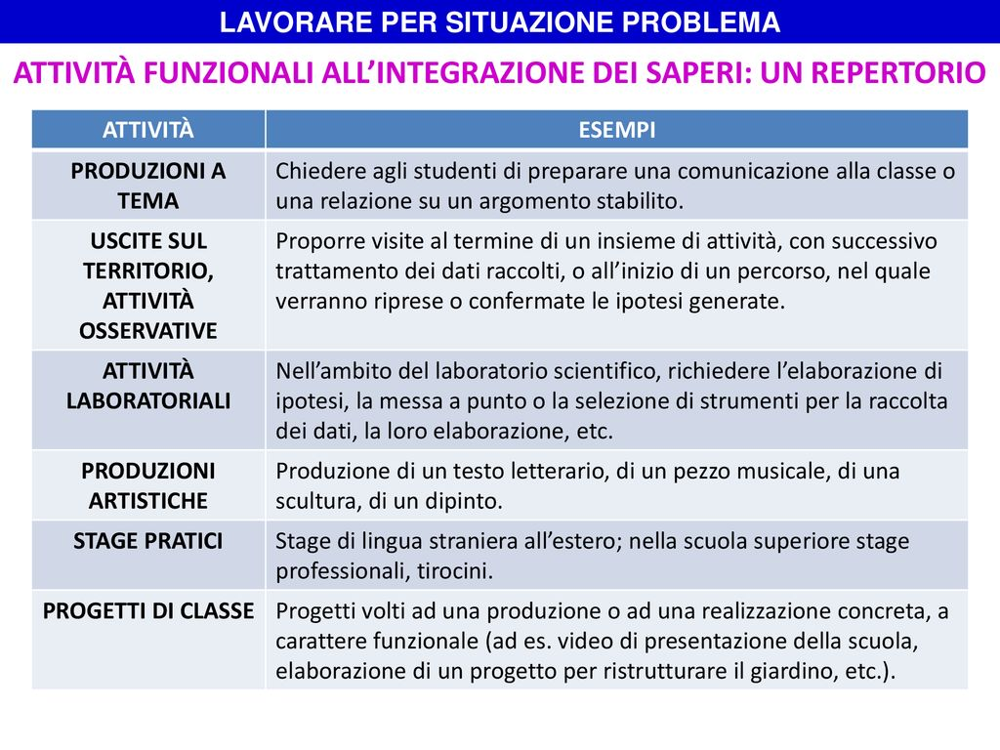 LAVORARE PER SITUAZIONE PROBLEMA
ATTIVITÀ FUNZIONALI ALL’INTEGRAZIONE DEI SAPERI: UN REPERTORIO
ATTIVITÀ
ESEMPI
PRODUZIONI A
TEMA
Chiedere agli studenti di preparare una comunicazione alla classe o
una relazione su un argomento stabilito.
USCITE SUL
TERRITORIO,
ATTIVITÀ
OSSERVATIVE
Proporre visite al termine di un insieme di attività, con successivo
trattamento dei dati raccolti, o all’inizio di un percorso, nel quale
verranno riprese o confermate le ipotesi generate.
ATTIVITÀ
LABORATORIALI
Nell’ambito del laboratorio scientifico, richiedere l’elaborazione di
ipotesi, la messa a punto o la selezione di strumenti per la raccolta
dei dati, la loro elaborazione, etc.
PRODUZIONI
ARTISTICHE
Produzione di un testo letterario, di un pezzo musicale, di una
scultura, di un dipinto.
STAGE PRATICI
Stage di lingua straniera all’estero; nella scuola superiore stage
professionali, tirocini.
PROGETTI DI CLASSE
Progetti volti ad una produzione o ad una realizzazione concreta, a
carattere funzionale (ad es. video di presentazione della scuola,
elaborazione di un progetto per ristrutturare il giardino, etc.).